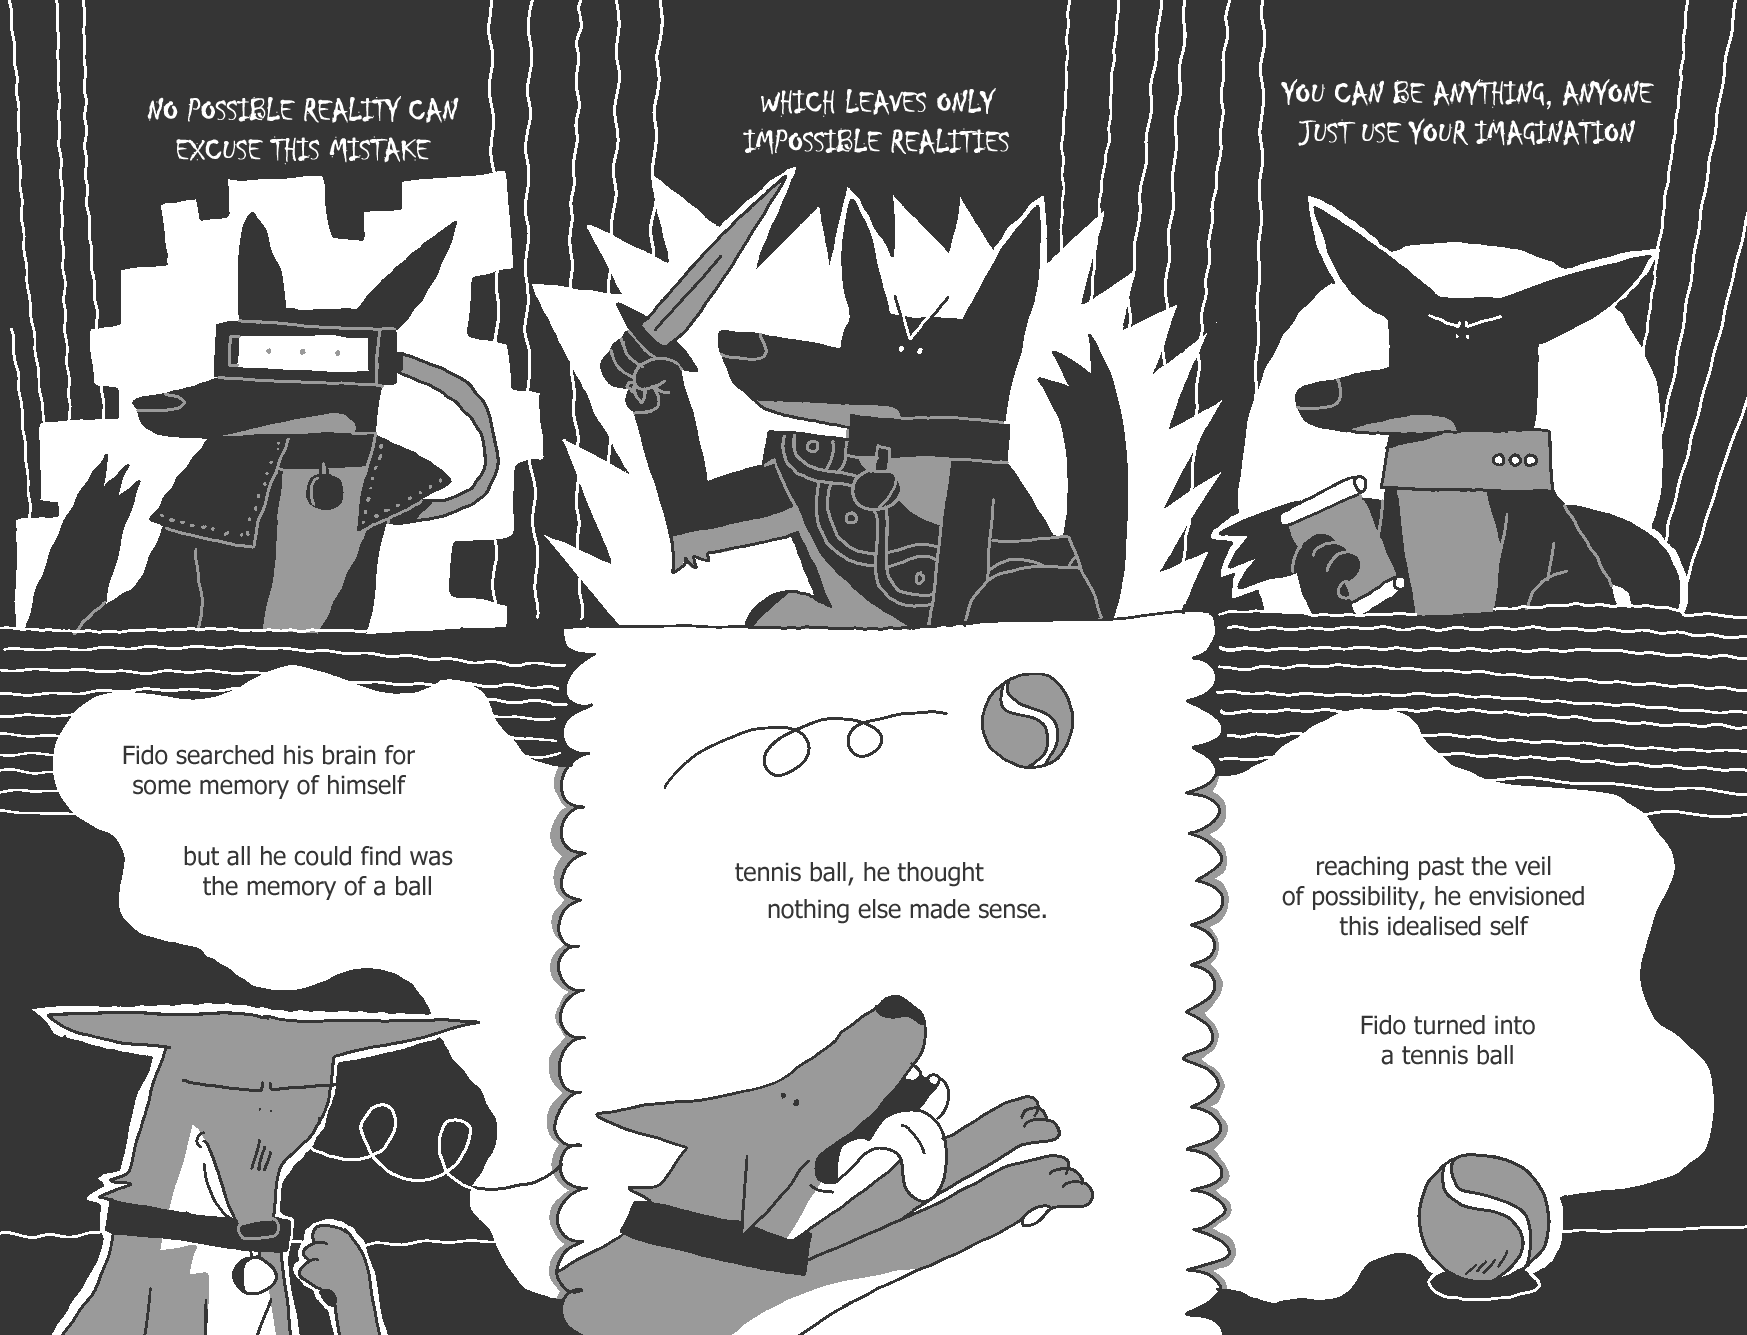 NO POSSIBLE REALITY CAN
EXCUSE THIS MISTAKE
WHICH LEAVES ONLY
IMPOSSIBLE REALITIES
YOU CAN BE ANYTHING, ANYONE
JUST USE YOUR IMAGINATION
Fido searched his brain for
some memory of himself
but all he could find was
the memory of a ball
tennis ball, he thought
nothing else made sense.
reaching past the veil
of possibility, he envisioned
this idealised self
Fido turned into
a tennis ball